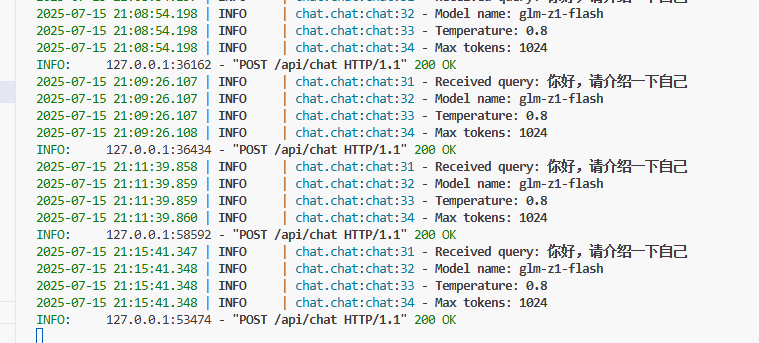 2025-07-15 21:08:54.198 | INFO     | chat.chat:chat:32 - Model name: glm-z1-flash
2025-07-15 21:08:54.198 | INFO     | chat.chat:chat:33 - Temperature: 0.8
2025-07-15 21:08:54.198 | INFO     | chat.chat:chat:34 - Max tokens: 1024
INFO:     127.0.0.1:36162 - "POST /api/chat HTTP/1.1" 200 OK
2025-07-15 21:09:26.107 | INFO     | chat.chat:chat:31 - Received query: 你好，请介绍一下自己
2025-07-15 21:09:26.107 | INFO     | chat.chat:chat:32 - Model name: glm-z1-flash
2025-07-15 21:09:26.107 | INFO     | chat.chat:chat:33 - Temperature: 0.8
2025-07-15 21:09:26.108 | INFO     | chat.chat:chat:34 - Max tokens: 1024
INFO:     127.0.0.1:36434 - "POST /api/chat HTTP/1.1" 200 OK
2025-07-15 21:11:39.858 | INFO     | chat.chat:chat:31 - Received query: 你好，请介绍一下自己
2025-07-15 21:11:39.859 | INFO     | chat.chat:chat:32 - Model name: glm-z1-flash
2025-07-15 21:11:39.859 | INFO     | chat.chat:chat:33 - Temperature: 0.8
2025-07-15 21:11:39.860 | INFO     | chat.chat:chat:34 - Max tokens: 1024
INFO:     127.0.0.1:58592 - "POST /api/chat HTTP/1.1" 200 OK
2025-07-15 21:15:41.347 | INFO     | chat.chat:chat:31 - Received query: 你好，请介绍一下自己
2025-07-15 21:15:41.348 | INFO     | chat.chat:chat:32 - Model name: glm-z1-flash
2025-07-15 21:15:41.348 | INFO     | chat.chat:chat:33 - Temperature: 0.8
2025-07-15 21:15:41.348 | INFO     | chat.chat:chat:34 - Max tokens: 1024
INFO:     127.0.0.1:53474 - "POST /api/chat HTTP/1.1" 200 OK